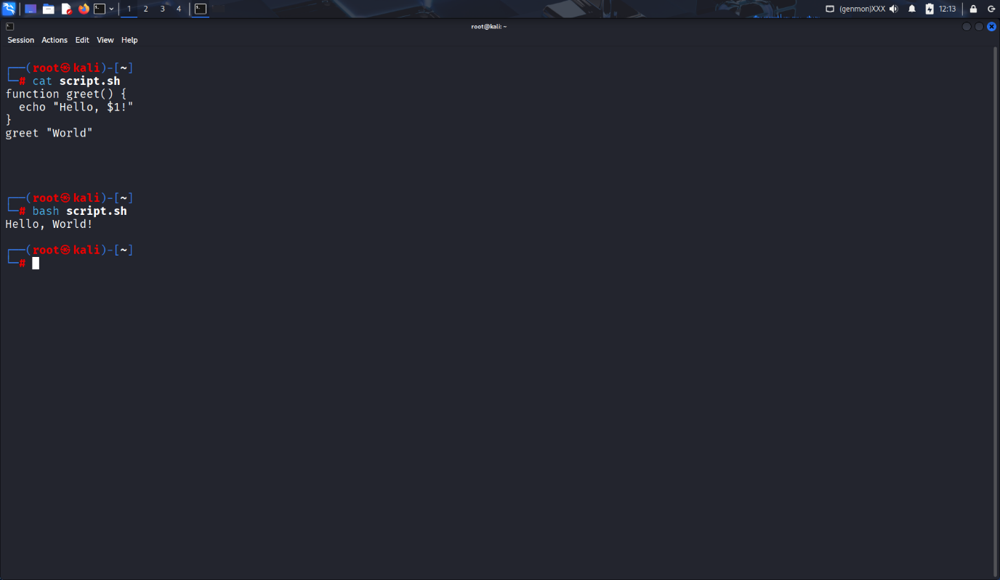 1 2 3 4 (genmon)XXX 12:13
root@kali: ~
Session Actions Edit View Help
┌──(root㉿kali)-[~]
└─# cat script.sh
function greet() {
  echo "Hello, $1!"
}
greet "World"
┌──(root㉿kali)-[~]
└─# bash script.sh
Hello, World!
┌──(root㉿kali)-[~]
└─#